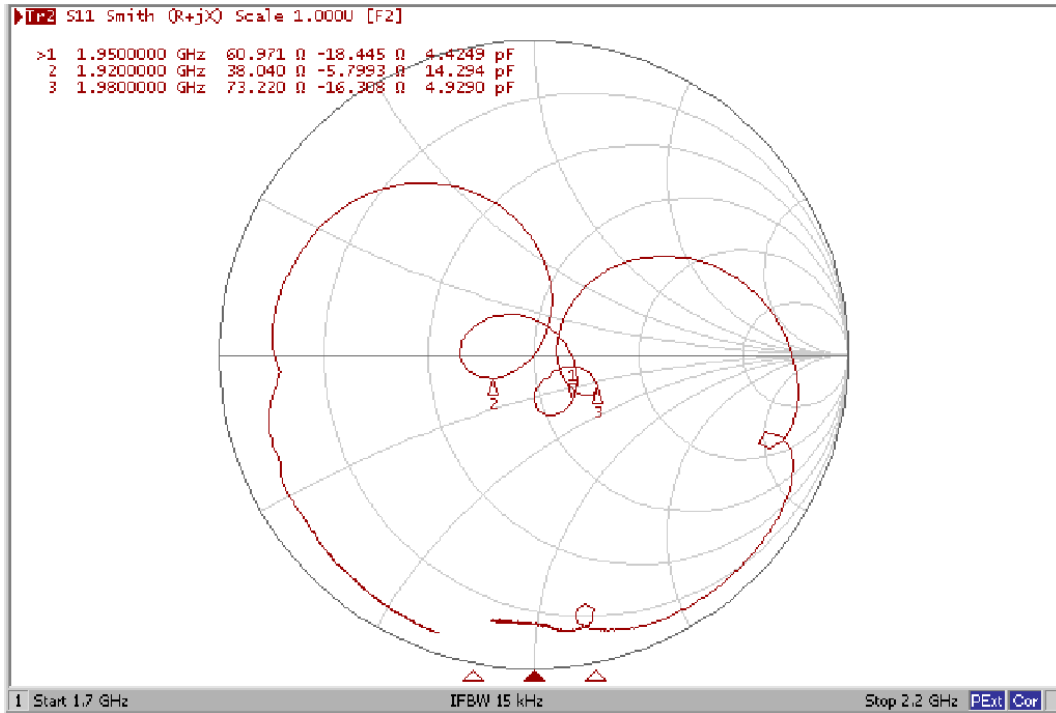 Tr2 S11 Smith (R+jX) Scale 1.000U [F2]
>1 1.9500000 GHz 60.971 Ω -18.445 Ω 4.4249 pF
2 1.9200000 GHz 38.040 Ω -5.7993 Ω 14.294 pF
3 1.9800000 GHz 73.220 Ω -16.308 Ω 4.9290 pF
1
2
3
1 Start 1.7 GHz IFBW 15 kHz Stop 2.2 GHz PExt Cor